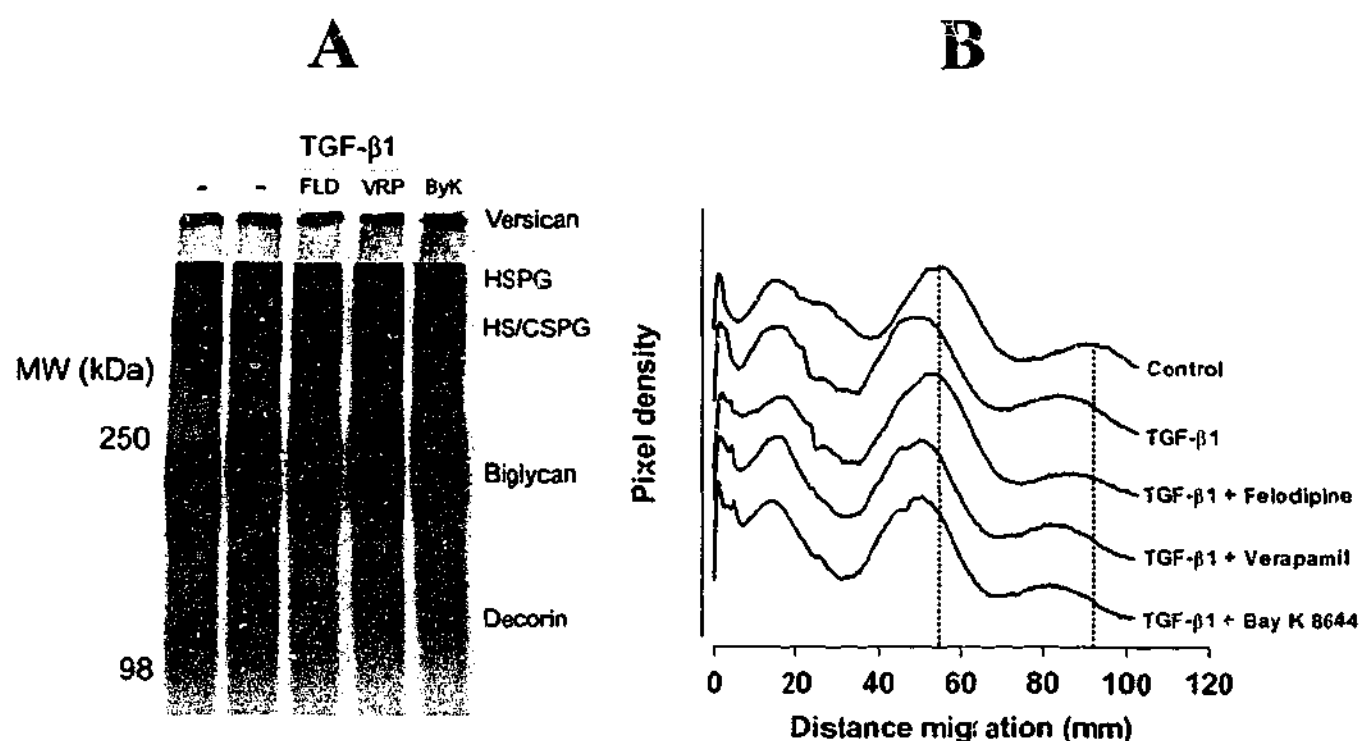 A
B
TGF-β1
- - FLD VRP ByK
Versican
HSPG
HS/CSPG
MW (kDa)
250
Biglycan
Decorin
98
Pixel density
Control
TGF-β1
TGF-β1 + Felodipine
TGF-β1 + Verapamil
TGF-β1 + Bay K 8644
0 20 40 60 80 100 120
Distance migration (mm)